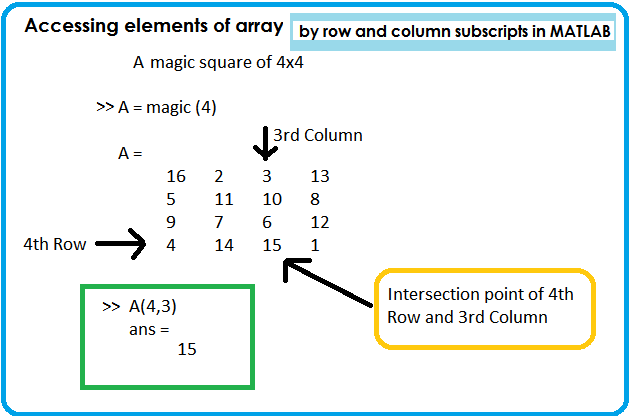 Accessing elements of array by row and column subscripts in MATLAB
A magic square of 4x4
>> A = magic (4)
3rd Column
A =
16 2 3 13
5 11 10 8
9 7 6 12
4th Row 4 14 15 1
>> A(4,3)
ans =
15
Intersection point of 4th
Row and 3rd Column